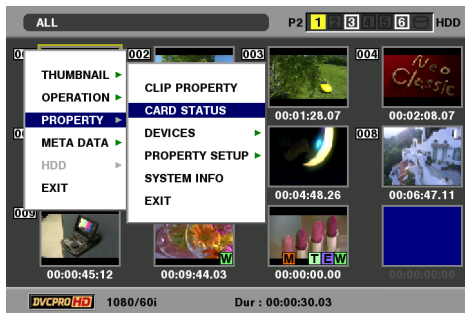 ALL P2 1 2 3 4 5 6 HDD
00 002 003 004
Neo
Classic
THUMBNAIL
OPERATION
PROPERTY
META DATA
HDD
EXIT
CLIP PROPERTY
CARD STATUS
DEVICES
PROPERTY SETUP
SYSTEM INFO
EXIT
00:01:28.07 00:02:08.07
00 008
00:04:48.26 00:06:47.11
009
W M T E W
00:00:45:12 00:09:44.03 00:00:00.00 00:00:00:00
DVCPRO HD 1080/60i Dur : 00:00:30.03